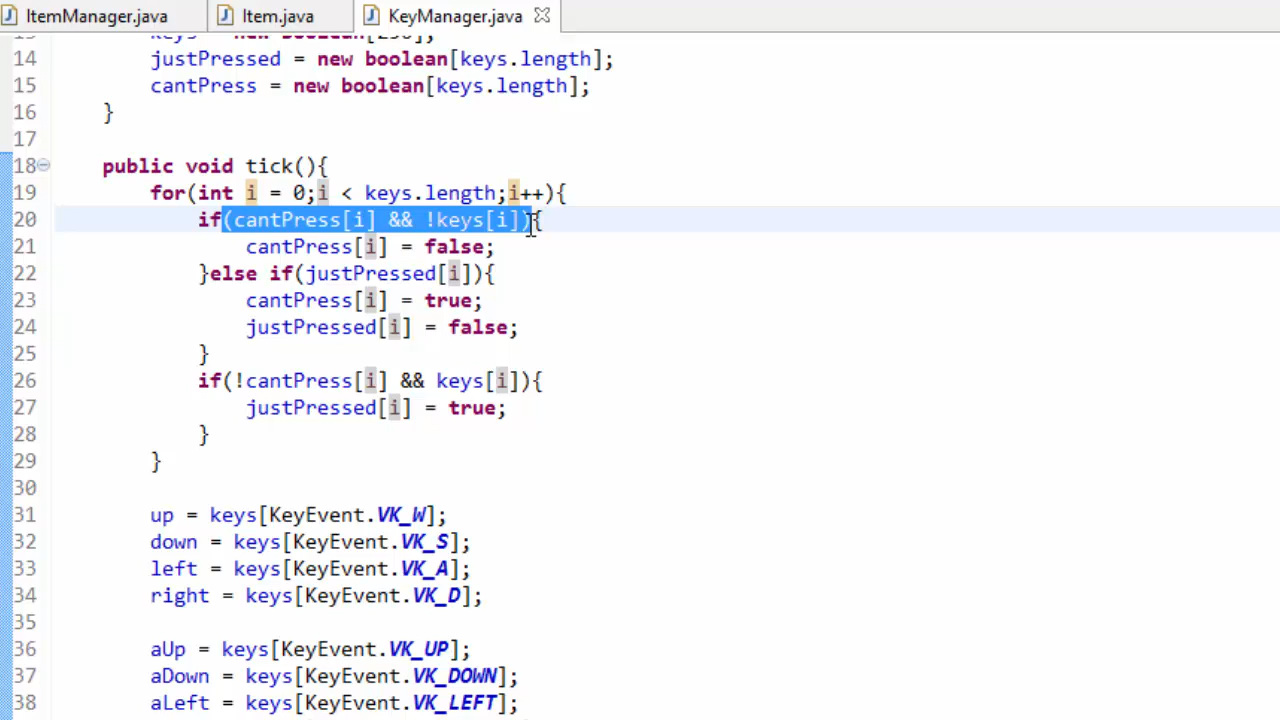 ItemManager.java Item.java KeyManager.java
14 justPressed = new boolean[keys.length];
15 cantPress = new boolean[keys.length];
16 }
17
18 public void tick(){
19 for(int i = 0;i < keys.length;i++){
20 if(cantPress[i] && !keys[i]){
21 cantPress[i] = false;
22 }else if(justPressed[i]){
23 cantPress[i] = true;
24 justPressed[i] = false;
25 }
26 if(!cantPress[i] && keys[i]){
27 justPressed[i] = true;
28 }
29 }
30
31 up = keys[KeyEvent.VK_W];
32 down = keys[KeyEvent.VK_S];
33 left = keys[KeyEvent.VK_A];
34 right = keys[KeyEvent.VK_D];
35
36 aUp = keys[KeyEvent.VK_UP];
37 aDown = keys[KeyEvent.VK_DOWN];
38 aLeft = keys[KeyEvent.VK_LEFT];